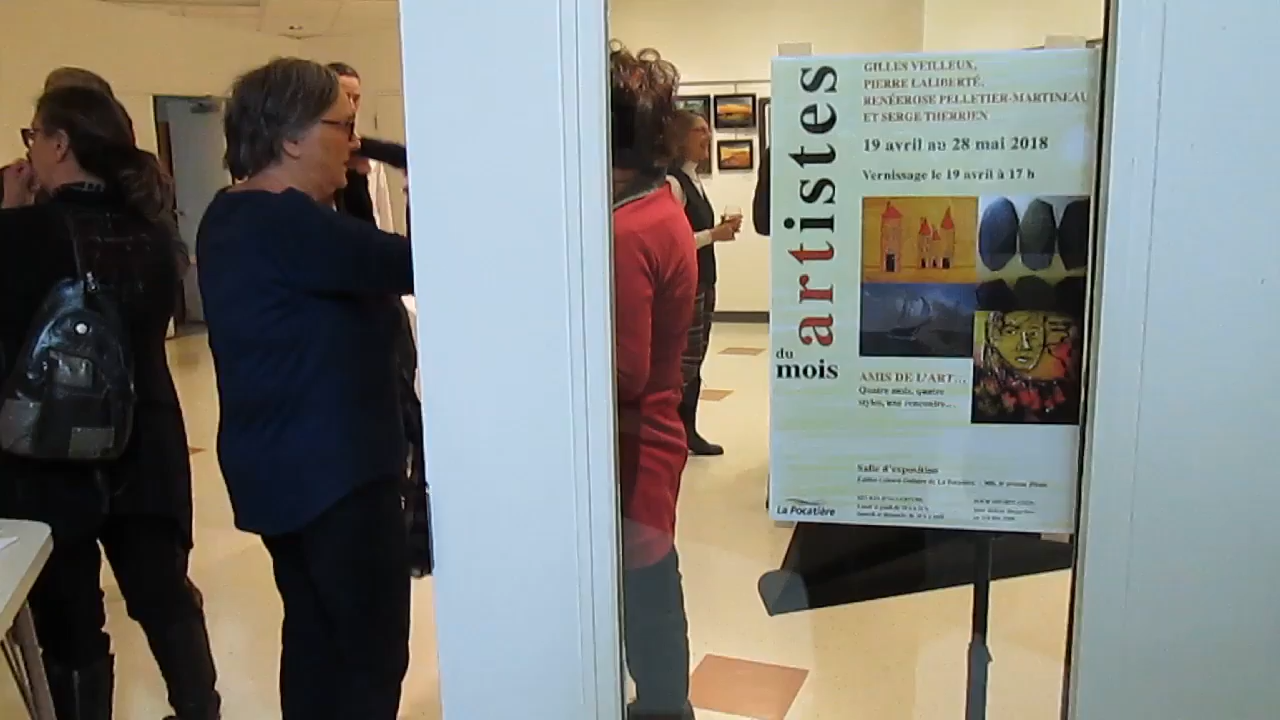 artistes
du
mois
GILLES VEILLEUX,
PIERRE LALIBERTÉ,
RENÉEROSE PELLETIER-MARTINEAU
ET SERGE THERRIEN
19 avril au 28 mai 2018
Vernissage le 19 avril à 17 h
AMIS DE L'ART...
Quatre amis, quatre
styles, une rencontre...
Salle d'exposition
La Pocatière